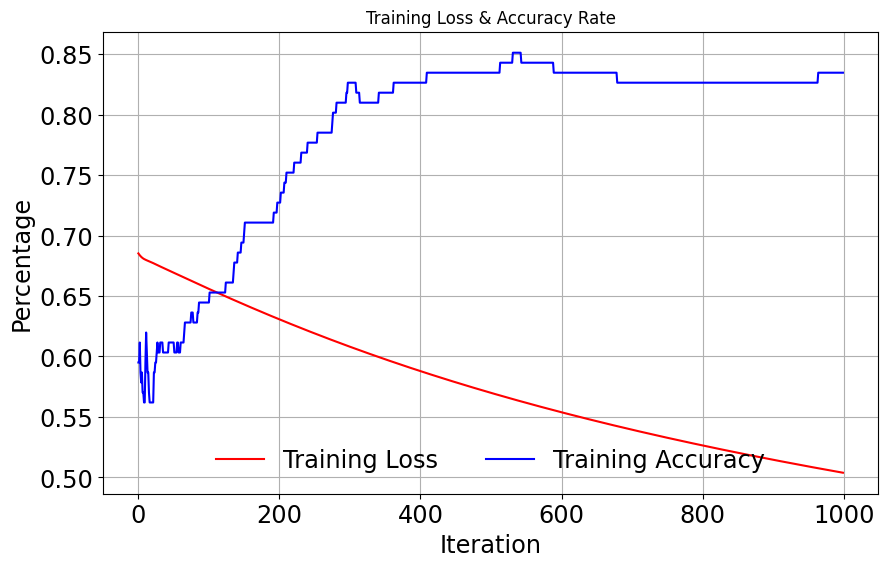 Training Loss & Accuracy Rate
0.85
0.80
0.75
0.70
0.65
0.60
0.55
0.50
Percentage
Training Loss
Training Accuracy
0
200
400
600
800
1000
Iteration